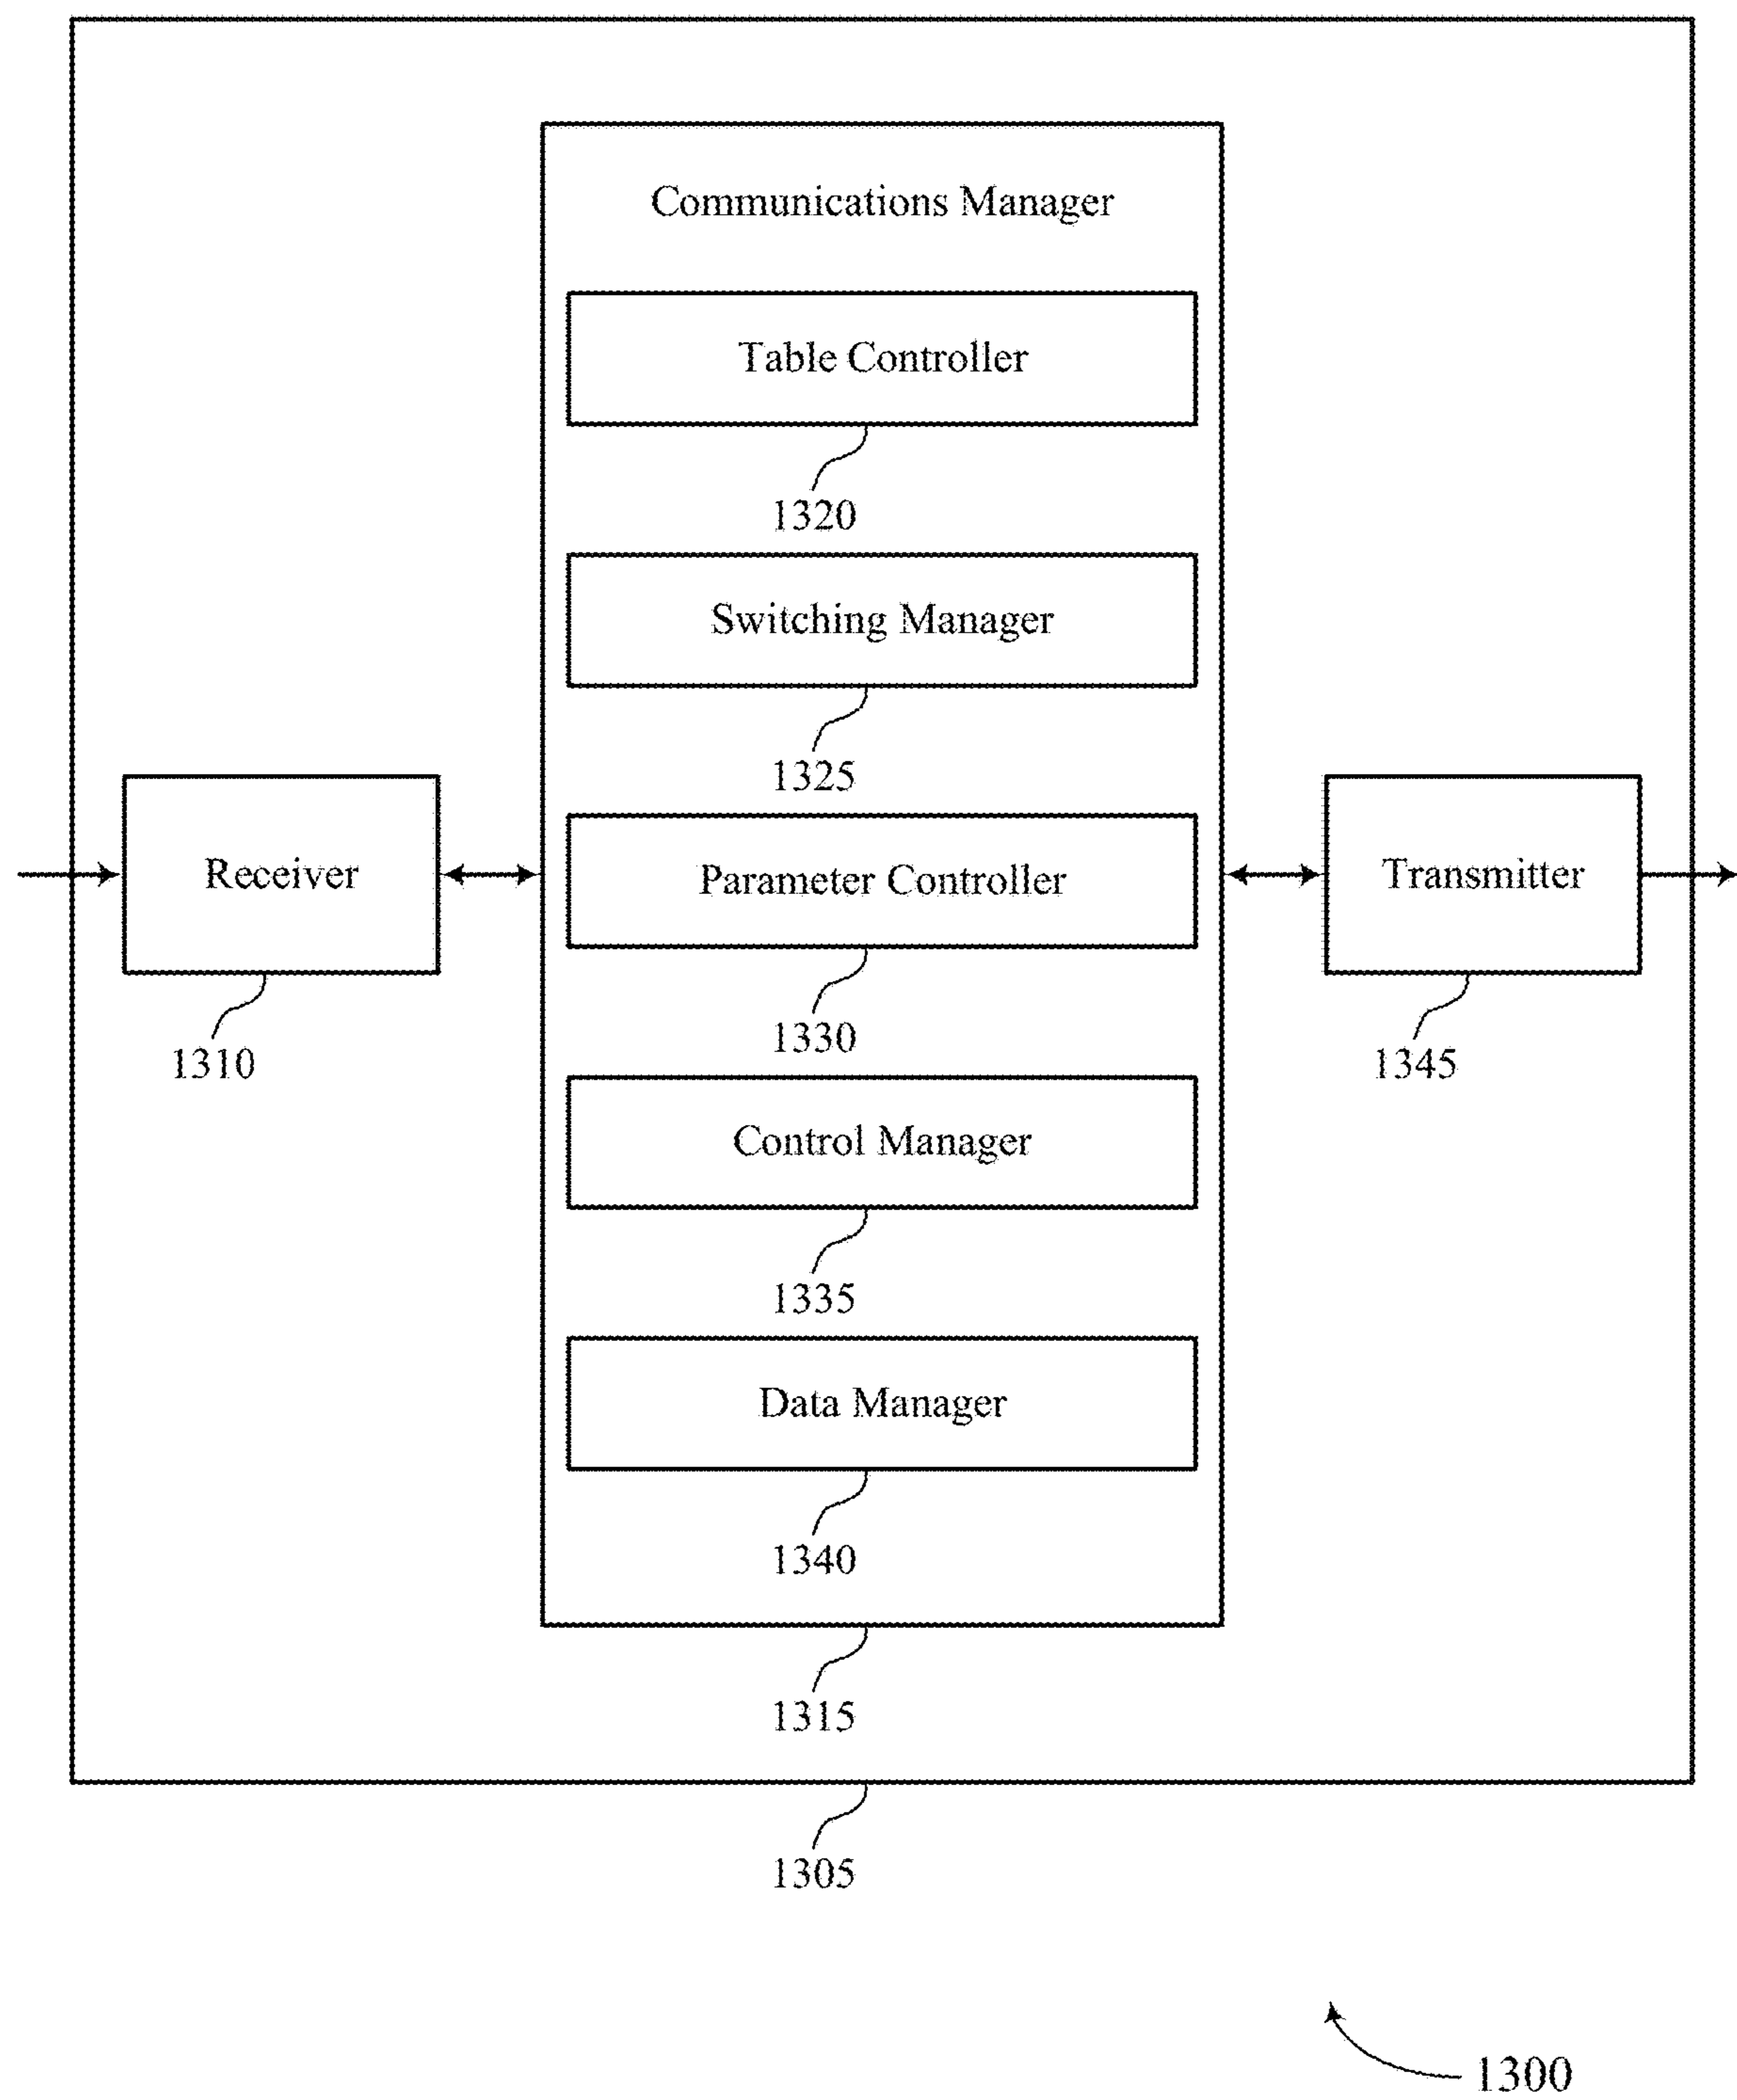 Communications Manager
Table Controller
1320
Switching Manager
1325
Receiver
1310
Parameter Controller
1330
Transmitter
1345
Control Manager
1335
Data Manager
1340
1315
1305
1300